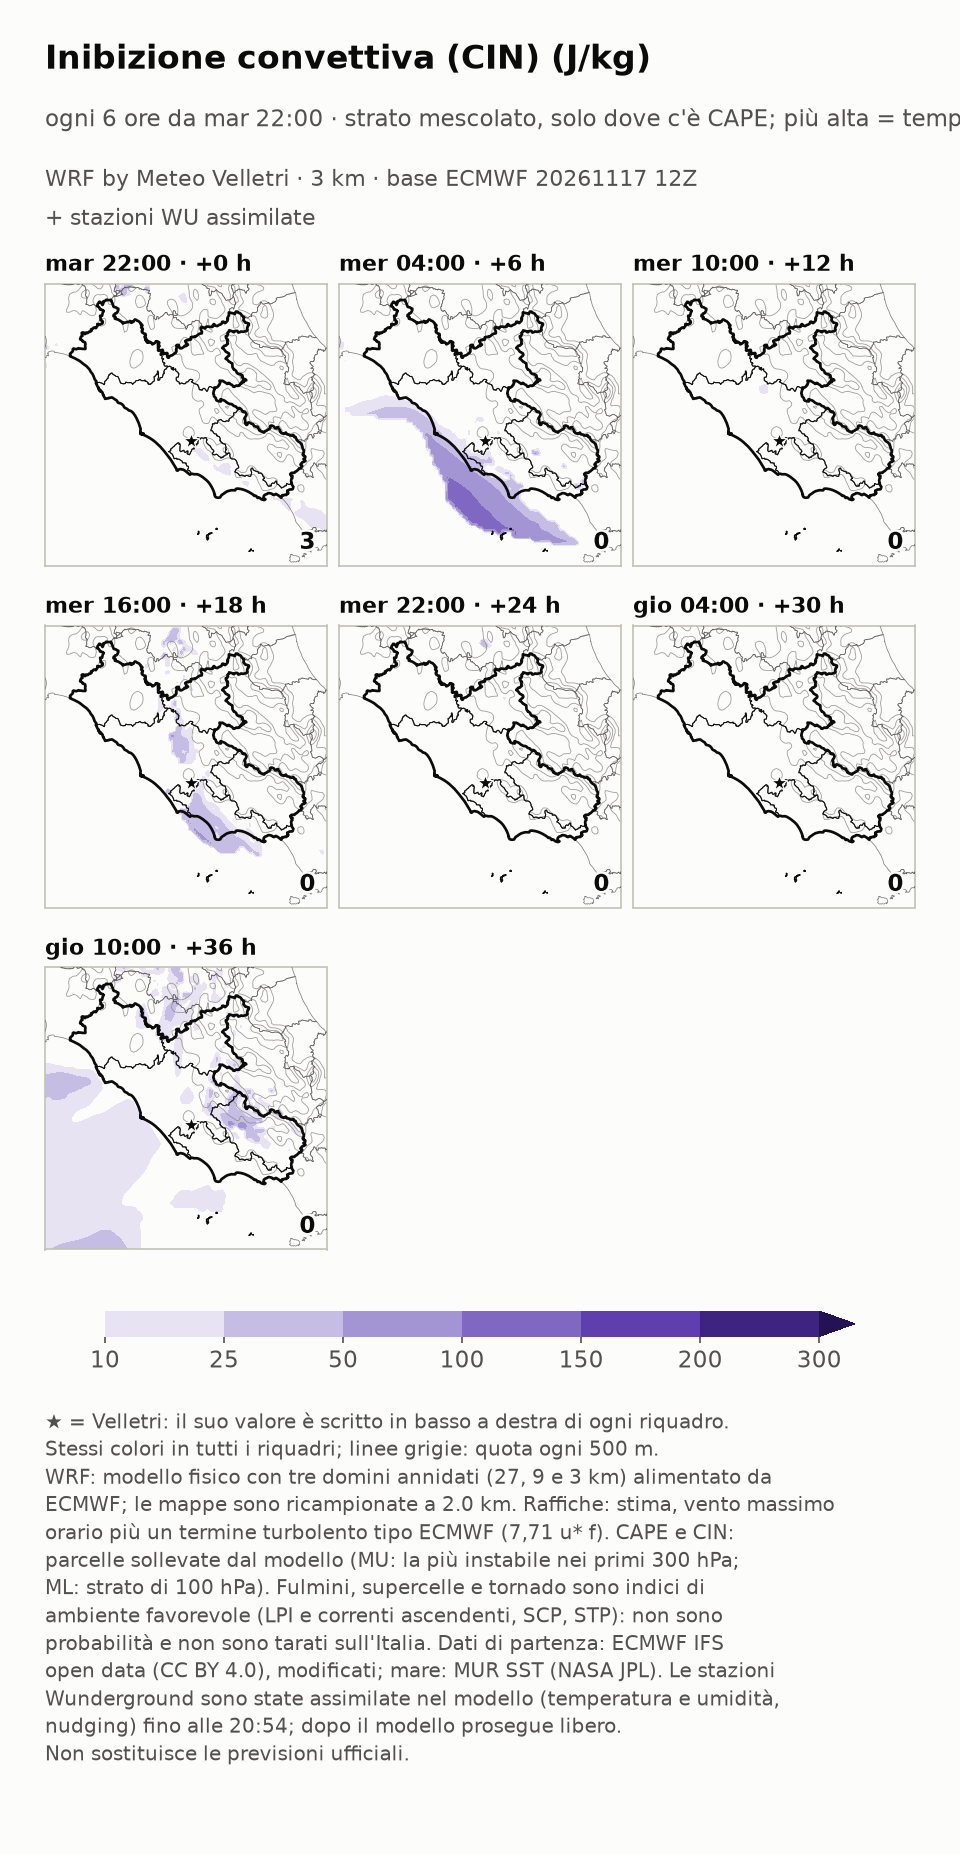 Inibizione convettiva (CIN) (J/kg)
ogni 6 ore da mar 22:00 · strato mescolato, solo dove c'è CAPE; più alta = temp
WRF by Meteo Velletri · 3 km · base ECMWF 20261117 12Z
+ stazioni WU assimilate
mar 22:00 · +0 h
mer 04:00 · +6 h
mer 10:00 · +12 h
3
0
0
mer 16:00 · +18 h
mer 22:00 · +24 h
gio 04:00 · +30 h
0
0
0
gio 10:00 · +36 h
0
10 25 50 100 150 200 300
★ = Velletri: il suo valore è scritto in basso a destra di ogni riquadro.
Stessi colori in tutti i riquadri; linee grigie: quota ogni 500 m.
WRF: modello fisico con tre domini annidati (27, 9 e 3 km) alimentato da
ECMWF; le mappe sono ricampionate a 2.0 km. Raffiche: stima, vento massimo
orario più un termine turbolento tipo ECMWF (7,71 u* f). CAPE e CIN:
parcelle sollevate dal modello (MU: la più instabile nei primi 300 hPa;
ML: strato di 100 hPa). Fulmini, supercelle e tornado sono indici di
ambiente favorevole (LPI e correnti ascendenti, SCP, STP): non sono
probabilità e non sono tarati sull'Italia. Dati di partenza: ECMWF IFS
open data (CC BY 4.0), modificati; mare: MUR SST (NASA JPL). Le stazioni
Wunderground sono state assimilate nel modello (temperatura e umidità,
nudging) fino alle 20:54; dopo il modello prosegue libero.
Non sostituisce le previsioni ufficiali.